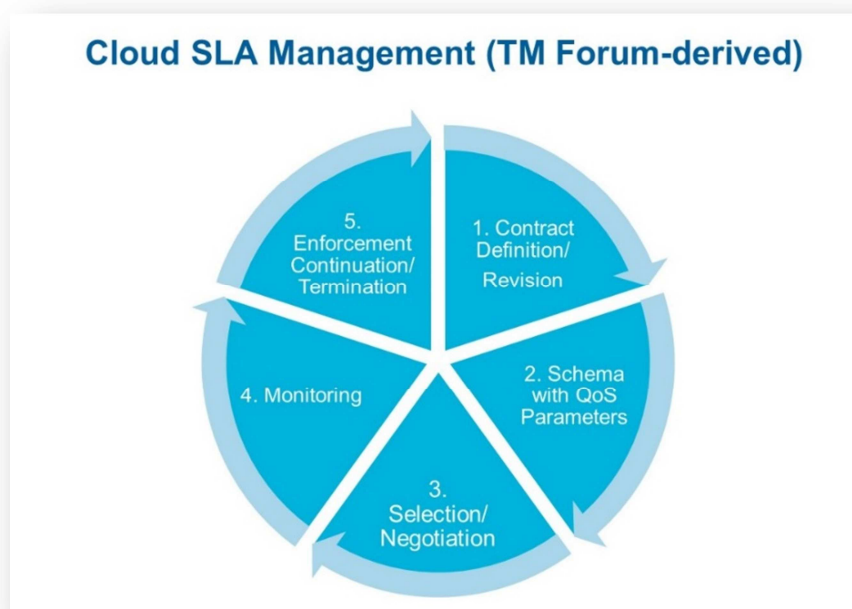 Cloud SLA Management (TM Forum-derived)
1. Contract
Definition/
Revision
2. Schema
with QoS
Parameters
3.
Selection/
Negotiation
4. Monitoring
5.
Enforcement
Continuation/
Termination